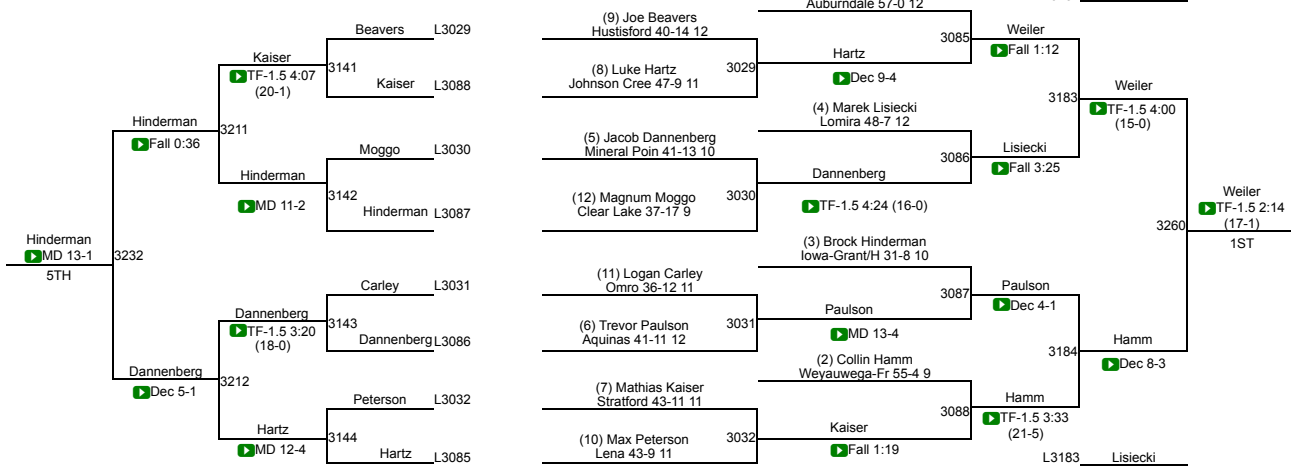 Auburndale 57-0 12
(9) Joe Beavers
Hustisford 40-14 12
3029
(8) Luke Hartz
Johnson Cree 47-9 11
Hartz
Dec 9-4
3085
Weiler
Fall 1:12
(4) Marek Lisiecki
Lomira 48-7 12
(5) Jacob Dannenberg
Mineral Poin 41-13 10
3030
(12) Magnum Moggo
Clear Lake 37-17 9
Dannenberg
TF-1.5 4:24 (16-0)
3086
Lisiecki
Fall 3:25
3183
Weiler
TF-1.5 4:00
(15-0)
(3) Brock Hinderman
Iowa-Grant/H 31-8 10
(11) Logan Carley
Omro 36-12 11
3031
(6) Trevor Paulson
Aquinas 41-11 12
Paulson
MD 13-4
3087
Paulson
Dec 4-1
(2) Collin Hamm
Weyauwega-Fr 55-4 9
(7) Mathias Kaiser
Stratford 43-11 11
3032
(10) Max Peterson
Lena 43-9 11
Kaiser
Fall 1:19
3088
Hamm
TF-1.5 3:33
(21-5)
3184
Hamm
Dec 8-3
3260
Weiler
TF-1.5 2:14
(17-1)
1ST
L3183
Lisiecki
Beavers
L3029
3141
Kaiser
L3088
Kaiser
TF-1.5 4:07
(20-1)
Moggo
L3030
3142
Hinderman
L3087
Hinderman
MD 11-2
3211
Hinderman
Fall 0:36
Carley
L3031
3143
Dannenberg
L3086
Dannenberg
TF-1.5 3:20
(18-0)
Peterson
L3032
3144
Hartz
L3085
Hartz
MD 12-4
3212
Dannenberg
Dec 5-1
3232
Hinderman
MD 13-1
5TH